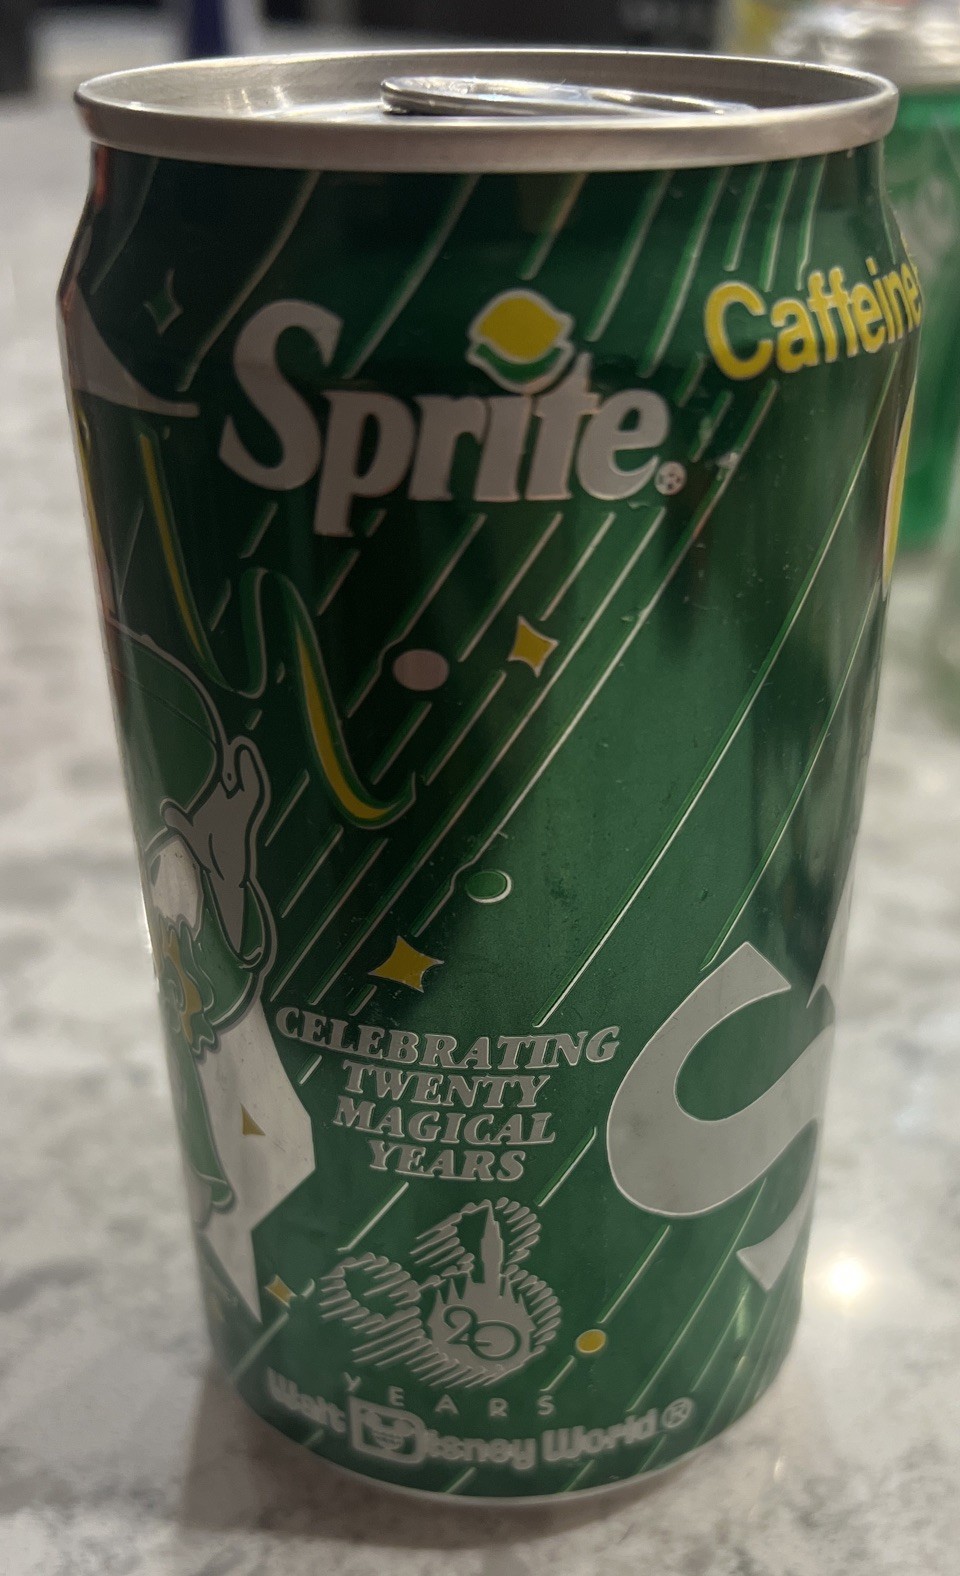 Sprite®
Caffeine
CELEBRATING
TWENTY
MAGICAL
YEARS
20
YEARS
Walt Disney World®
S